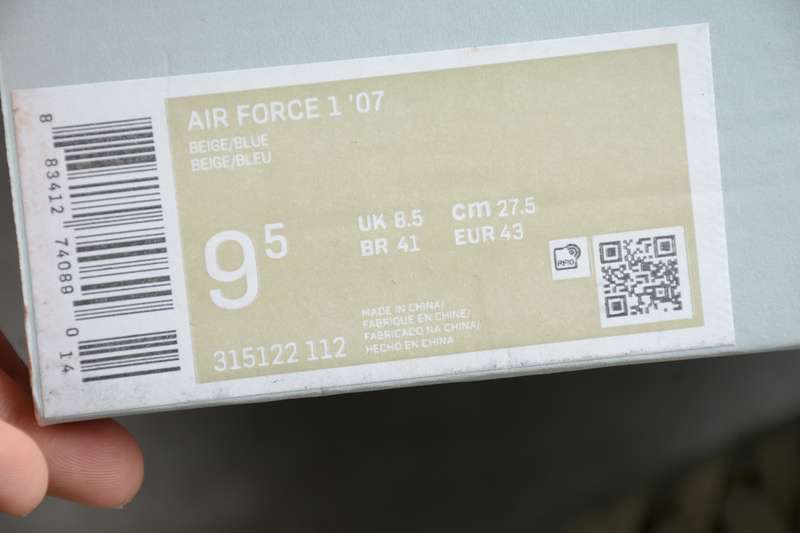 8 83412 74088 0 14
AIR FORCE 1 '07
BEIGE/BLUE
BEIGE/BLEU
9 5
UK 8.5 cm 27.5
BR 41 EUR 43
RFID
315122 112
MADE IN CHINA/
FABRIQUE EN CHINE/
FABRICADO NA CHINA/
HECHO EN CHINA